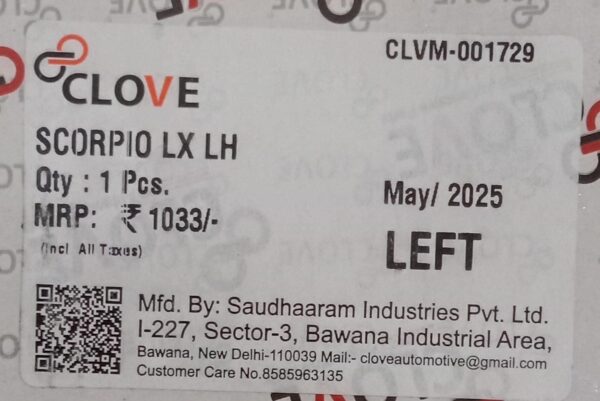 CLVM-001729
CLOVE
SCORPIO LX LH
Qty : 1 Pcs.
MRP: ₹ 1033/-
(Incl All Taxes)
May/ 2025
LEFT
Mfd. By: Saudhaaram Industries Pvt. Ltd.
I-227, Sector-3, Bawana Industrial Area,
Bawana, New Delhi-110039 Mail:- cloveautomotive@gmail.com
Customer Care No.8585963135